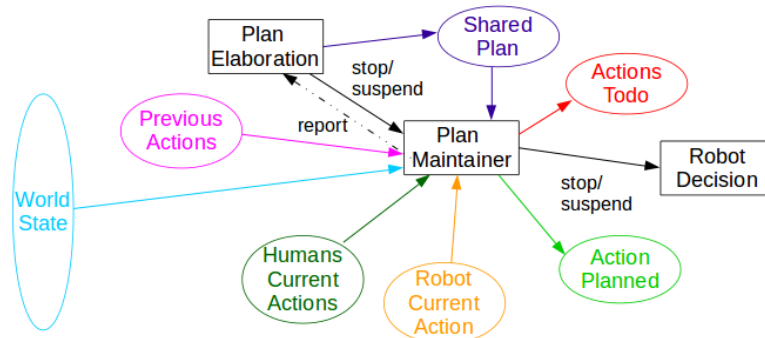 Plan
Elaboration
Shared
Plan
stop/
suspend
Actions
Todo
Previous
Actions
report
Plan
Maintainer
Robot
Decision
World
State
stop/
suspend
Humans
Current
Actions
Robot
Current
Action
Action
Planned